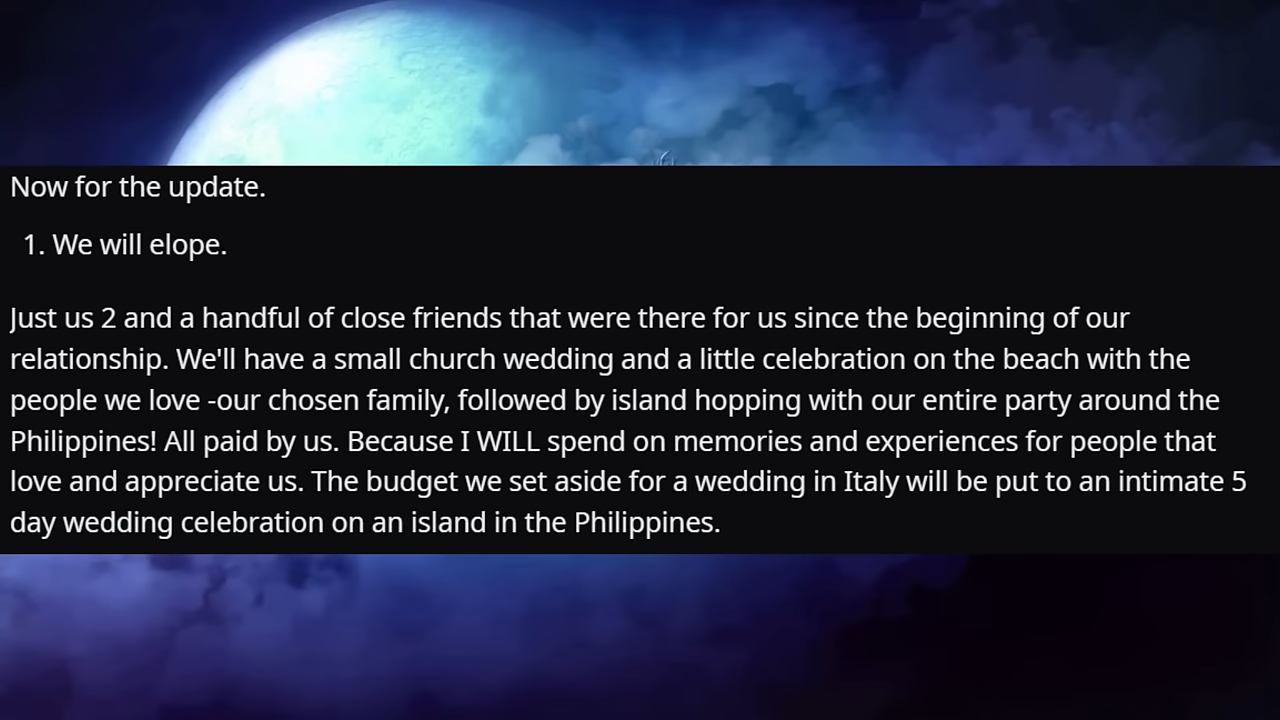 Now for the update.
1. We will elope.
Just us 2 and a handful of close friends that were there for us since the beginning of our
relationship. We'll have a small church wedding and a little celebration on the beach with the
people we love -our chosen family, followed by island hopping with our entire party around the
Philippines! All paid by us. Because I WILL spend on memories and experiences for people that
love and appreciate us. The budget we set aside for a wedding in Italy will be put to an intimate 5
day wedding celebration on an island in the Philippines.